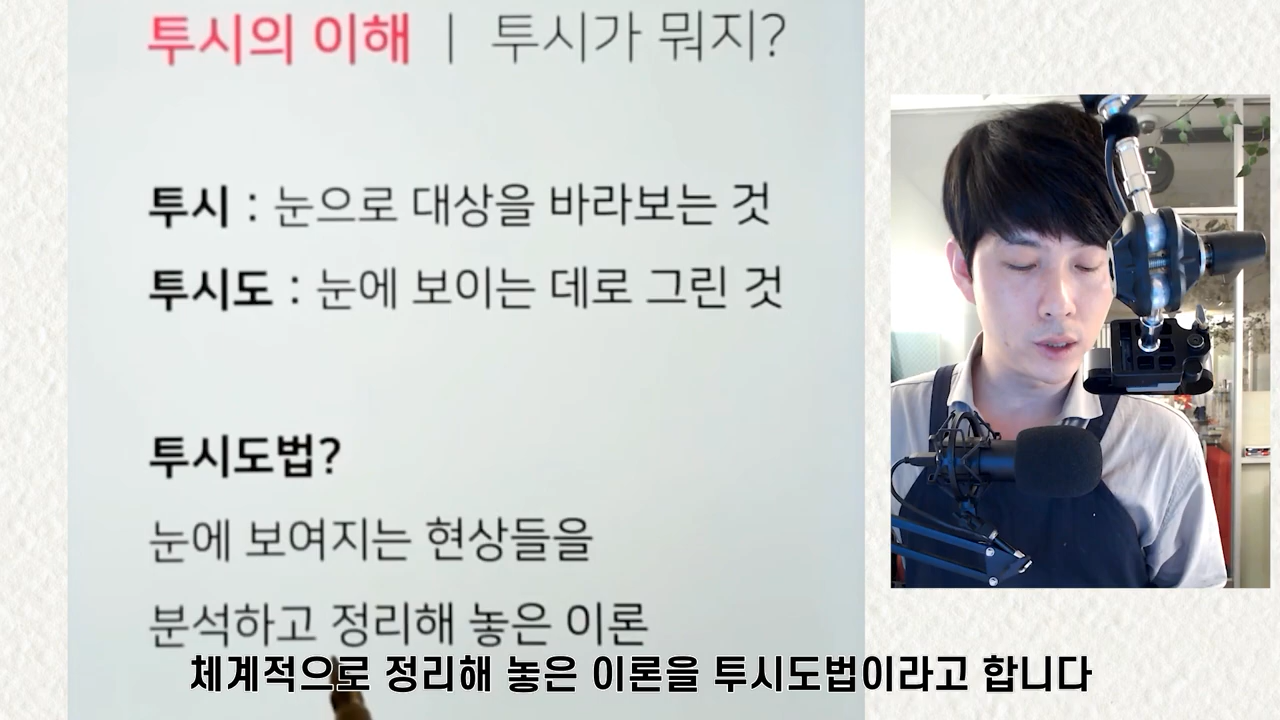 투시의 이해 | 투시가 뭐지?
투시 : 눈으로 대상을 바라보는 것
투시도 : 눈에 보이는 데로 그린 것
투시도법?
눈에 보여지는 현상들을
분석하고 정리해 놓은 이론
체계적으로 정리해 놓은 이론을 투시도법이라고 합니다